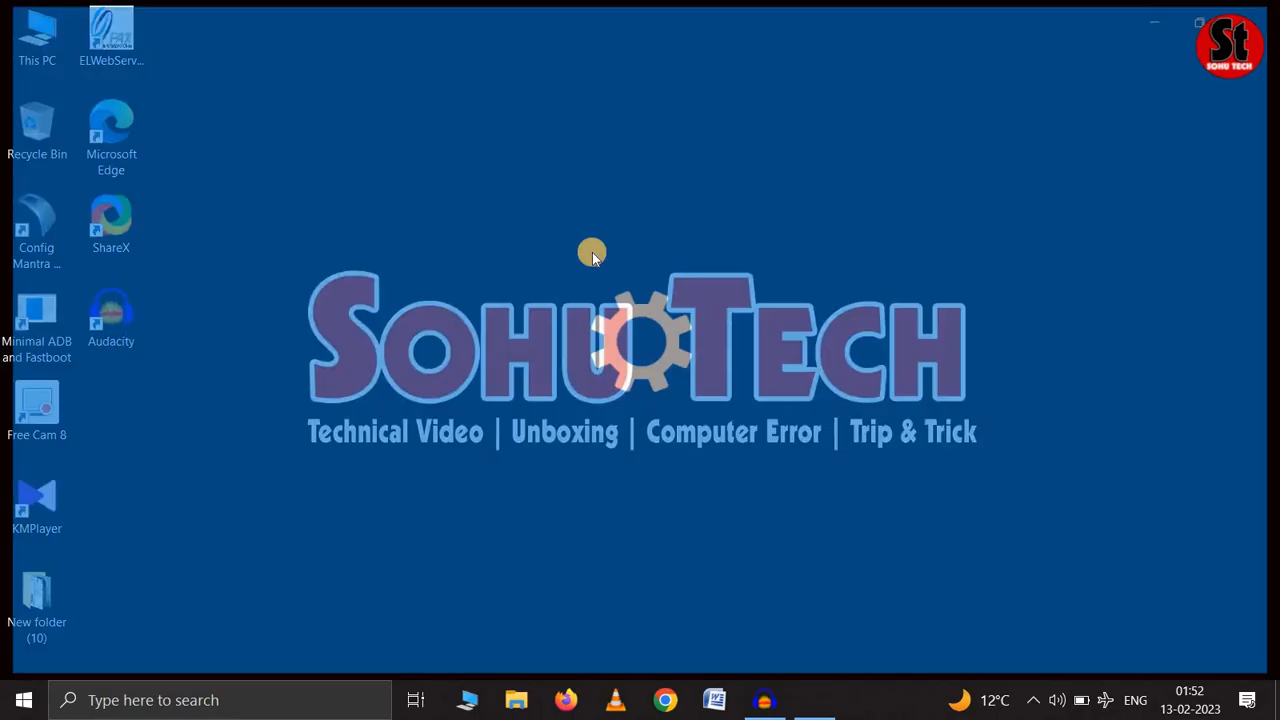 This PC
ELWebServ...
St
SOHU TECH
Recycle Bin
Microsoft
Edge
Config
Mantra ...
ShareX
Minimal ADB
and Fastboot
Audacity
Free Cam 8
KMPlayer
New folder
(10)
SOHUTECH
Technical Video | Unboxing | Computer Error | Trip & Trick
Type here to search
12°C
ENG
01:52
13-02-2023